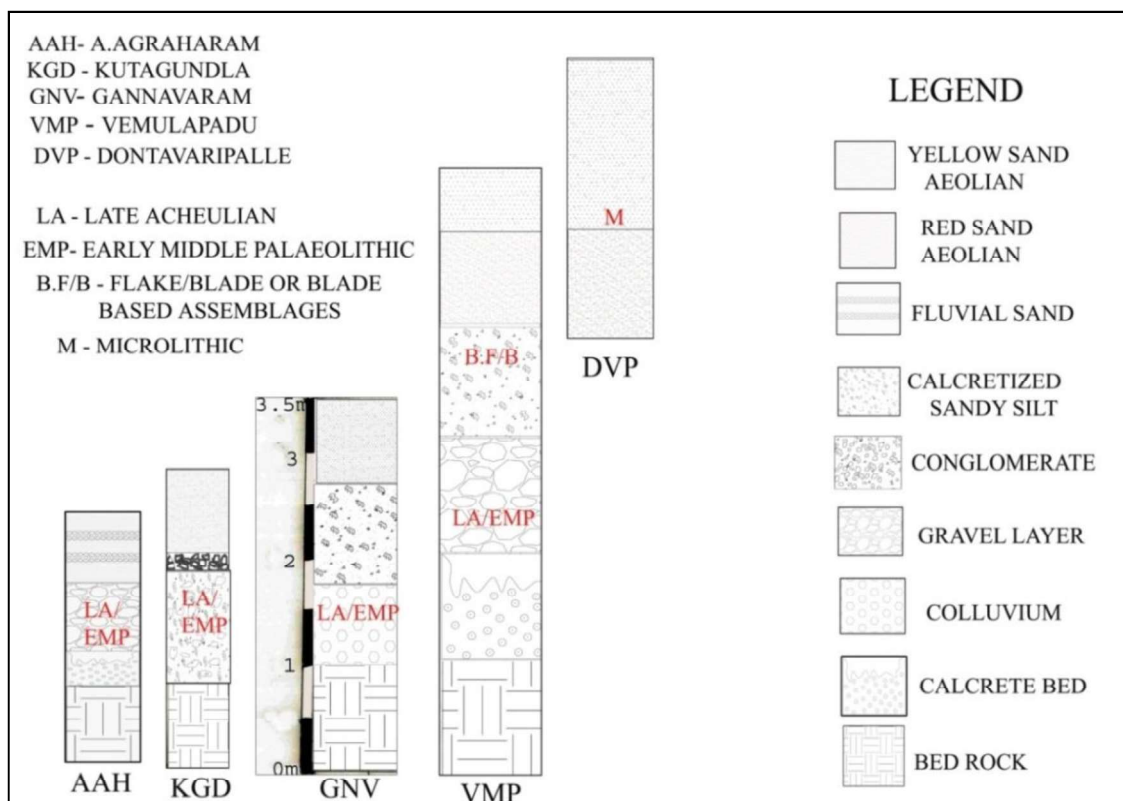 AAH- A.AGRAHARAM
KGD - KUTAGUNDLA
GNV- GANNAVARAM
VMP - VEMULAPADU
DVP - DONTAVARIPALLE
LA - LATE ACHEULIAN
EMP- EARLY MIDDLE PALAEOLITHIC
B.F/B - FLAKE/BLADE OR BLADE
BASED ASSEMBLAGES
M - MICROLITHIC
LA/
EMP
AAH
LA/
EMP
KGD
3.5m
3
2
1
0m
LA/EMP
GNV
B.F/B
LA/EMP
VMP
M
DVP
LEGEND
YELLOW SAND
AEOLIAN
RED SAND
AEOLIAN
FLUVIAL SAND
CALCRETIZED
SANDY SILT
CONGLOMERATE
GRAVEL LAYER
COLLUVIUM
CALCRETE BED
BED ROCK